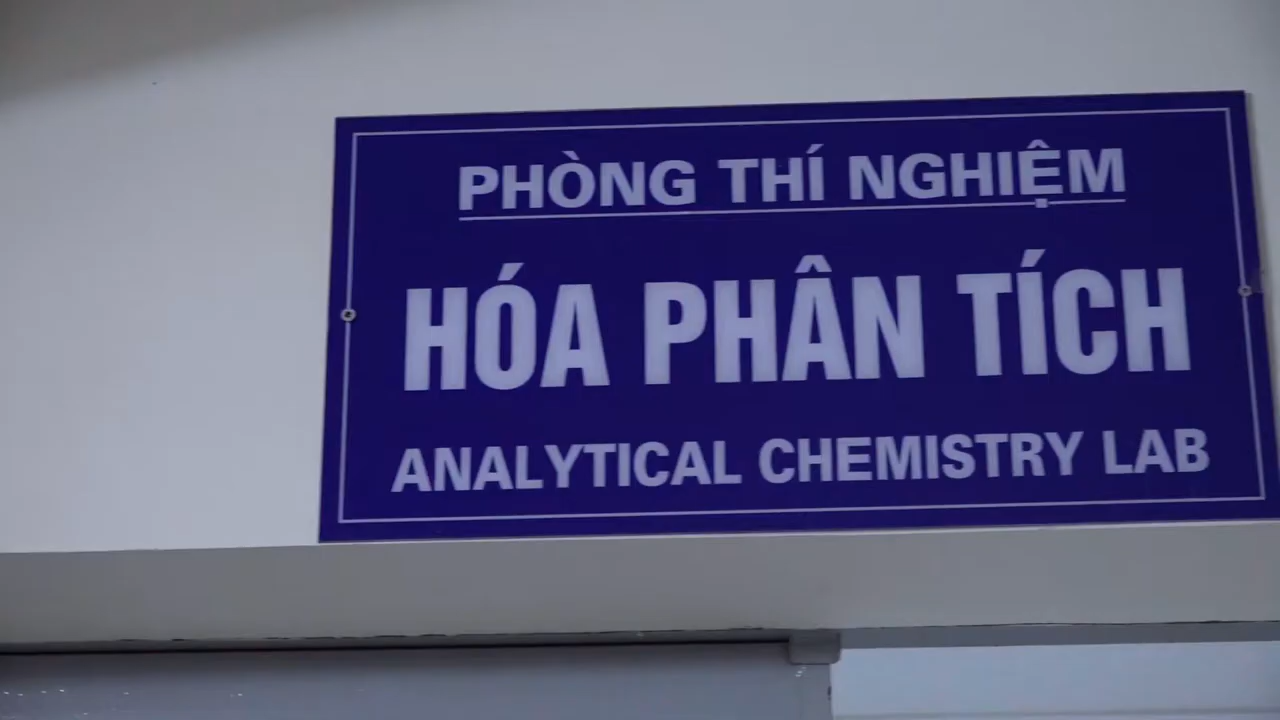 PHÒNG THÍ NGHIỆM
HÓA PHÂN TÍCH
ANALYTICAL CHEMISTRY LAB